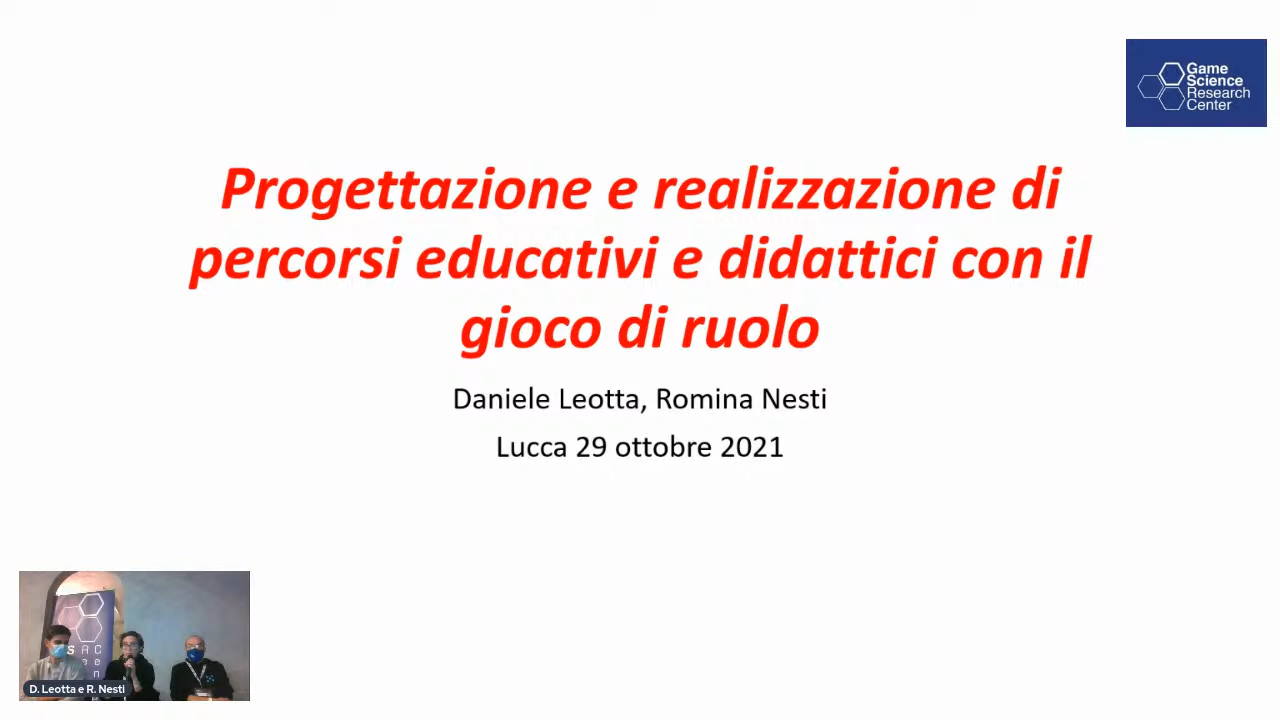 Game
Science
Research
Center
Progettazione e realizzazione di
percorsi educativi e didattici con il
gioco di ruolo
Daniele Leotta, Romina Nesti
Lucca 29 ottobre 2021
D. Leotta e R. Nesti